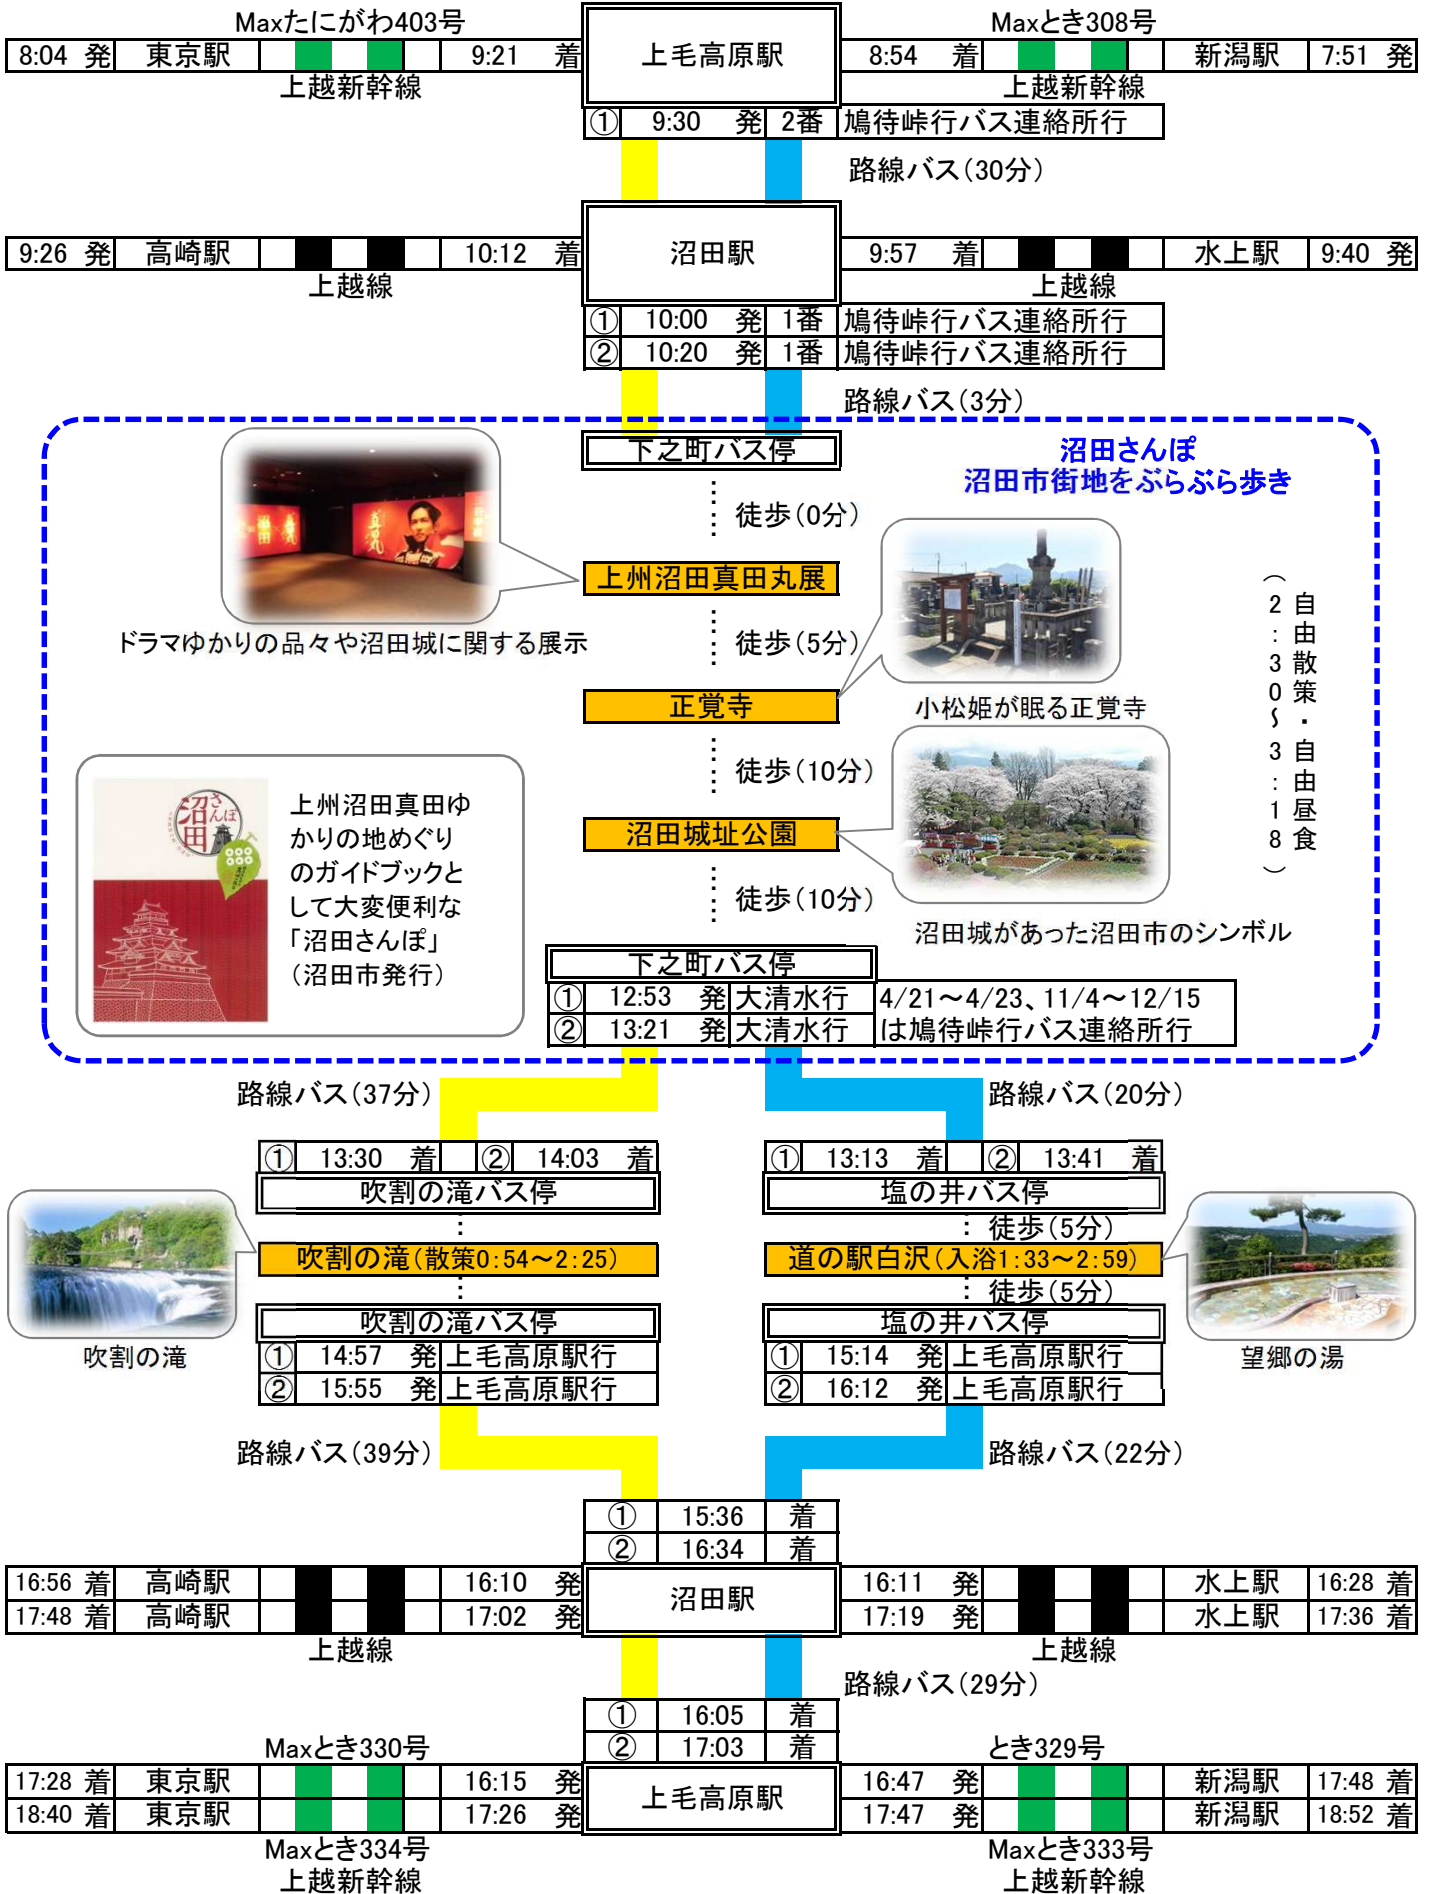 Maxたにがわ403号
8:04 発 東京駅 9:21 着
上越新幹線
上毛高原駅
Maxとき308号
8:54 着 新潟駅 7:51 発
上越新幹線
① 9:30 発 2番 鳩待峠行バス連絡所行
路線バス(30分)
9:26 発 高崎駅 10:12 着
上越線
沼田駅
9:57 着 水上駅 9:40 発
上越線
① 10:00 発 1番 鳩待峠行バス連絡所行
② 10:20 発 1番 鳩待峠行バス連絡所行
路線バス(3分)
下之町バス停
沼田さんぽ
沼田市街地をぶらぶら歩き
徒歩(0分)
上州沼田真田丸展
ドラマゆかりの品々や沼田城に関する展示
徒歩(5分)
正覚寺
小松姫が眠る正覚寺
自由散策・自由昼食
(2:30~3:18)
徒歩(10分)
沼田城址公園
沼田城があった沼田市のシンボル
徒歩(10分)
沼田
さんぽ
上州沼田真田ゆ
かりの地めぐり
のガイドブックと
して大変便利な
「沼田さんぽ」
(沼田市発行)
下之町バス停
① 12:53 発 大清水行
② 13:21 発 大清水行
4/21~4/23、11/4~12/15
は鳩待峠行バス連絡所行
路線バス(37分)
路線バス(20分)
① 13:30 着 ② 14:03 着
吹割の滝バス停
吹割の滝(散策0:54~2:25)
吹割の滝
吹割の滝バス停
① 14:57 発 上毛高原駅行
② 15:55 発 上毛高原駅行
① 13:13 着 ② 13:41 着
塩の井バス停
徒歩(5分)
道の駅白沢(入浴1:33~2:59)
徒歩(5分)
望郷の湯
塩の井バス停
① 15:14 発 上毛高原駅行
② 16:12 発 上毛高原駅行
路線バス(39分)
路線バス(22分)
① 15:36 着
② 16:34 着
16:56 着 高崎駅 16:10 発
17:48 着 高崎駅 17:02 発
上越線
沼田駅
16:11 発 水上駅 16:28 着
17:19 発 水上駅 17:36 着
上越線
路線バス(29分)
① 16:05 着
② 17:03 着
Maxとき330号
17:28 着 東京駅 16:15 発
18:40 着 東京駅 17:26 発
Maxとき334号
上越新幹線
上毛高原駅
とき329号
16:47 発 新潟駅 17:48 着
17:47 発 新潟駅 18:52 着
Maxとき333号
上越新幹線